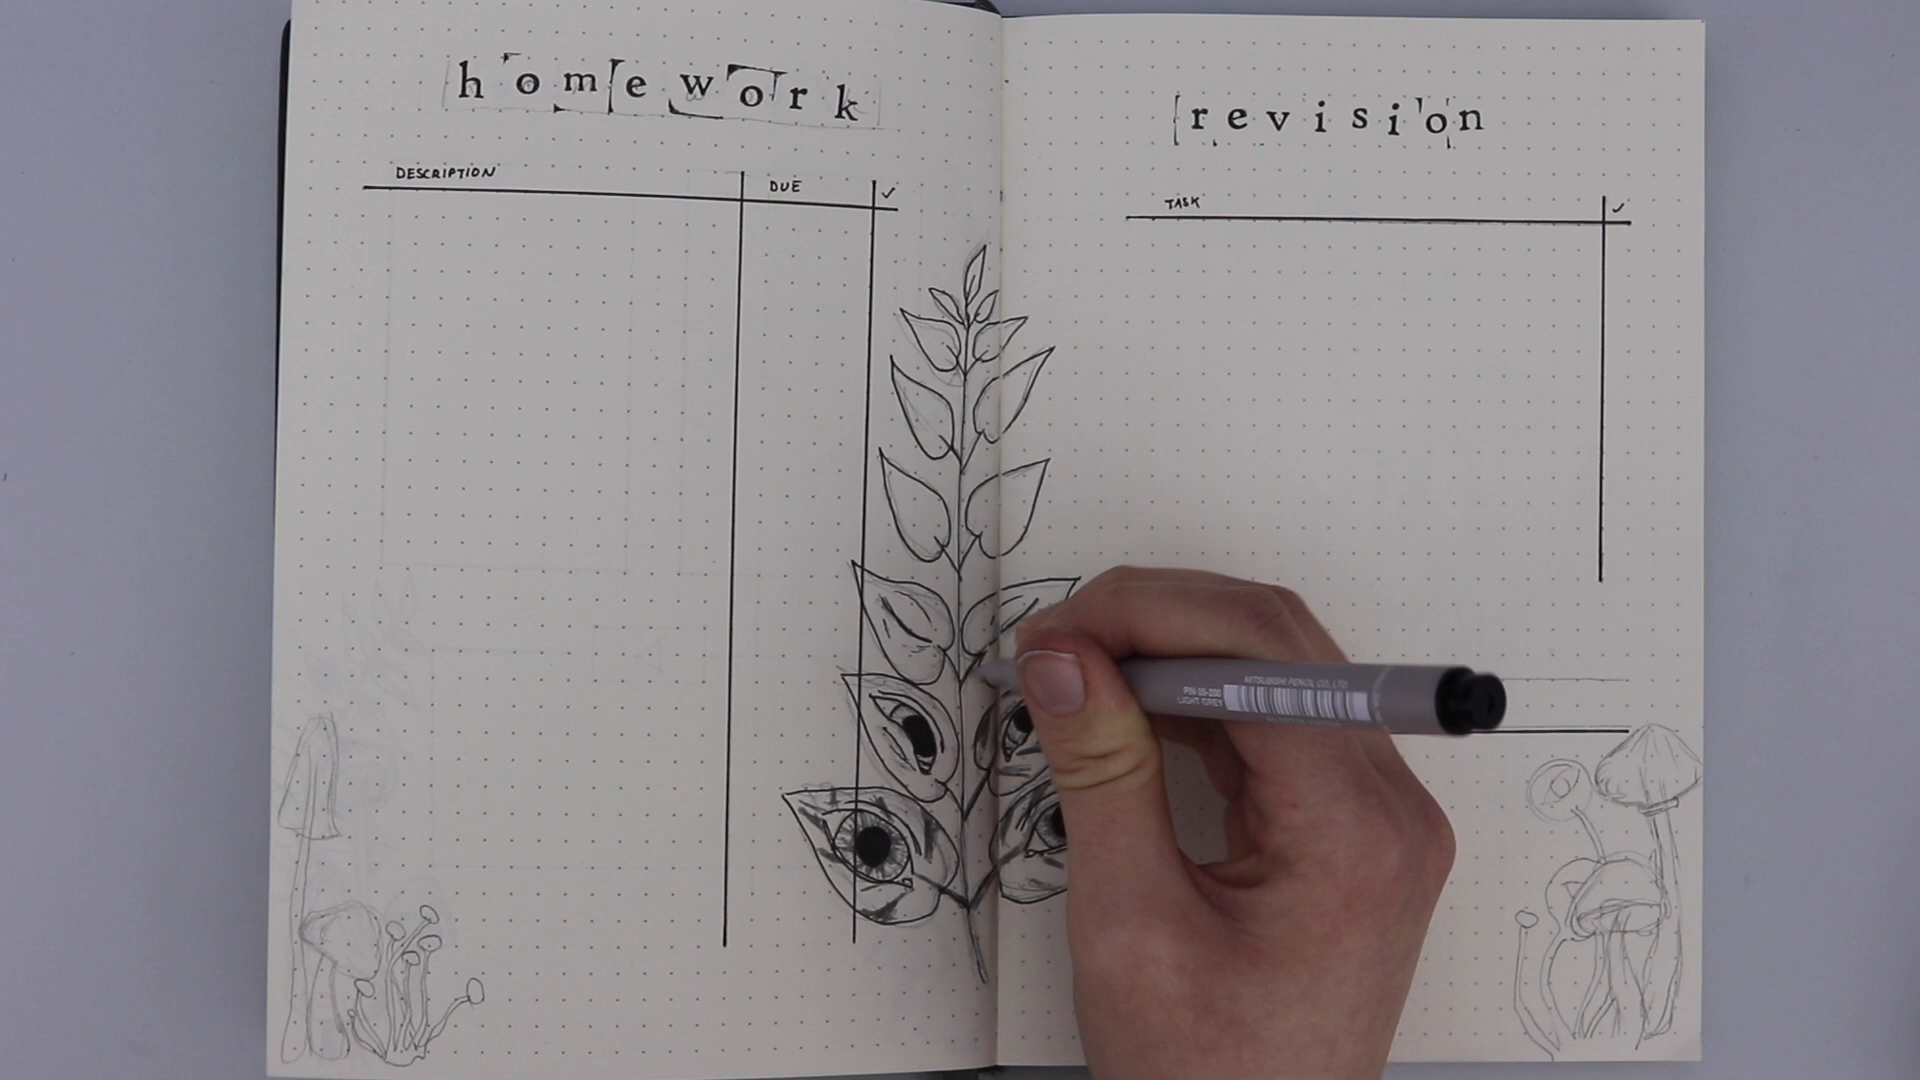 homework
DESCRIPTION DUE ✓
revision
TASK ✓
MITSUBISHI PENCIL CO., LTD
PIN 05-200
LIGHT GREY